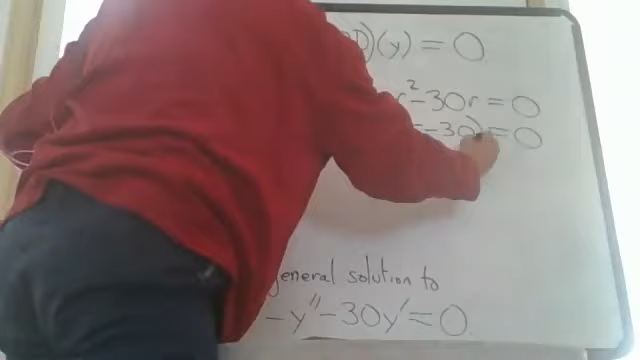 D)(y) = 0
r² - 30r = 0
- 30) = 0
general solution to
- y'' - 30y' = 0